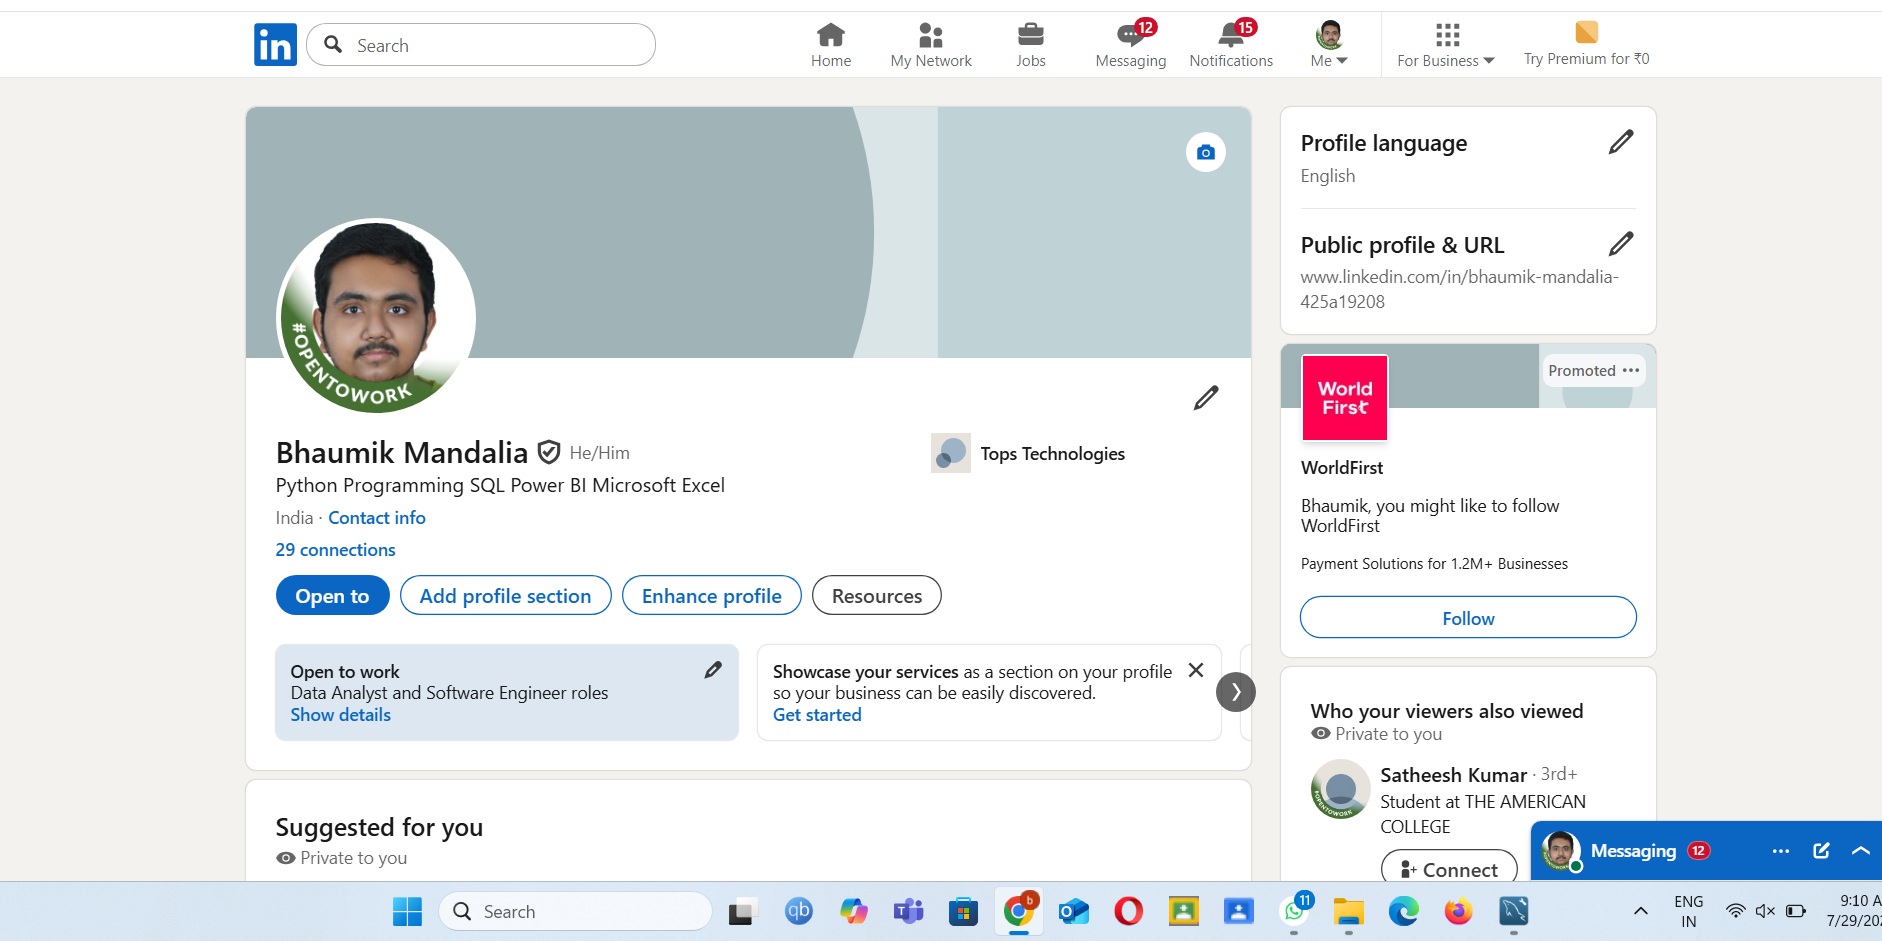 in
Search
Home
My Network
Jobs
12
Messaging
15
Notifications
Me
For Business
Try Premium for ₹0
#OPENTOWORK
Bhaumik Mandalia He/Him
Python Programming SQL Power BI Microsoft Excel
India · Contact info
29 connections
Tops Technologies
Open to
Add profile section
Enhance profile
Resources
Open to work
Data Analyst and Software Engineer roles
Show details
Showcase your services as a section on your profile
so your business can be easily discovered.
Get started
Suggested for you
Private to you
Profile language
English
Public profile & URL
www.linkedin.com/in/bhaumik-mandalia-
425a19208
Promoted
World
First
WorldFirst
Bhaumik, you might like to follow
WorldFirst
Payment Solutions for 1.2M+ Businesses
Follow
Who your viewers also viewed
Private to you
#OPENTOWORK
Satheesh Kumar · 3rd+
Student at THE AMERICAN
COLLEGE
Connect
Messaging 12
Search
qb
b
11
ENG
IN
9:10 A
7/29/202